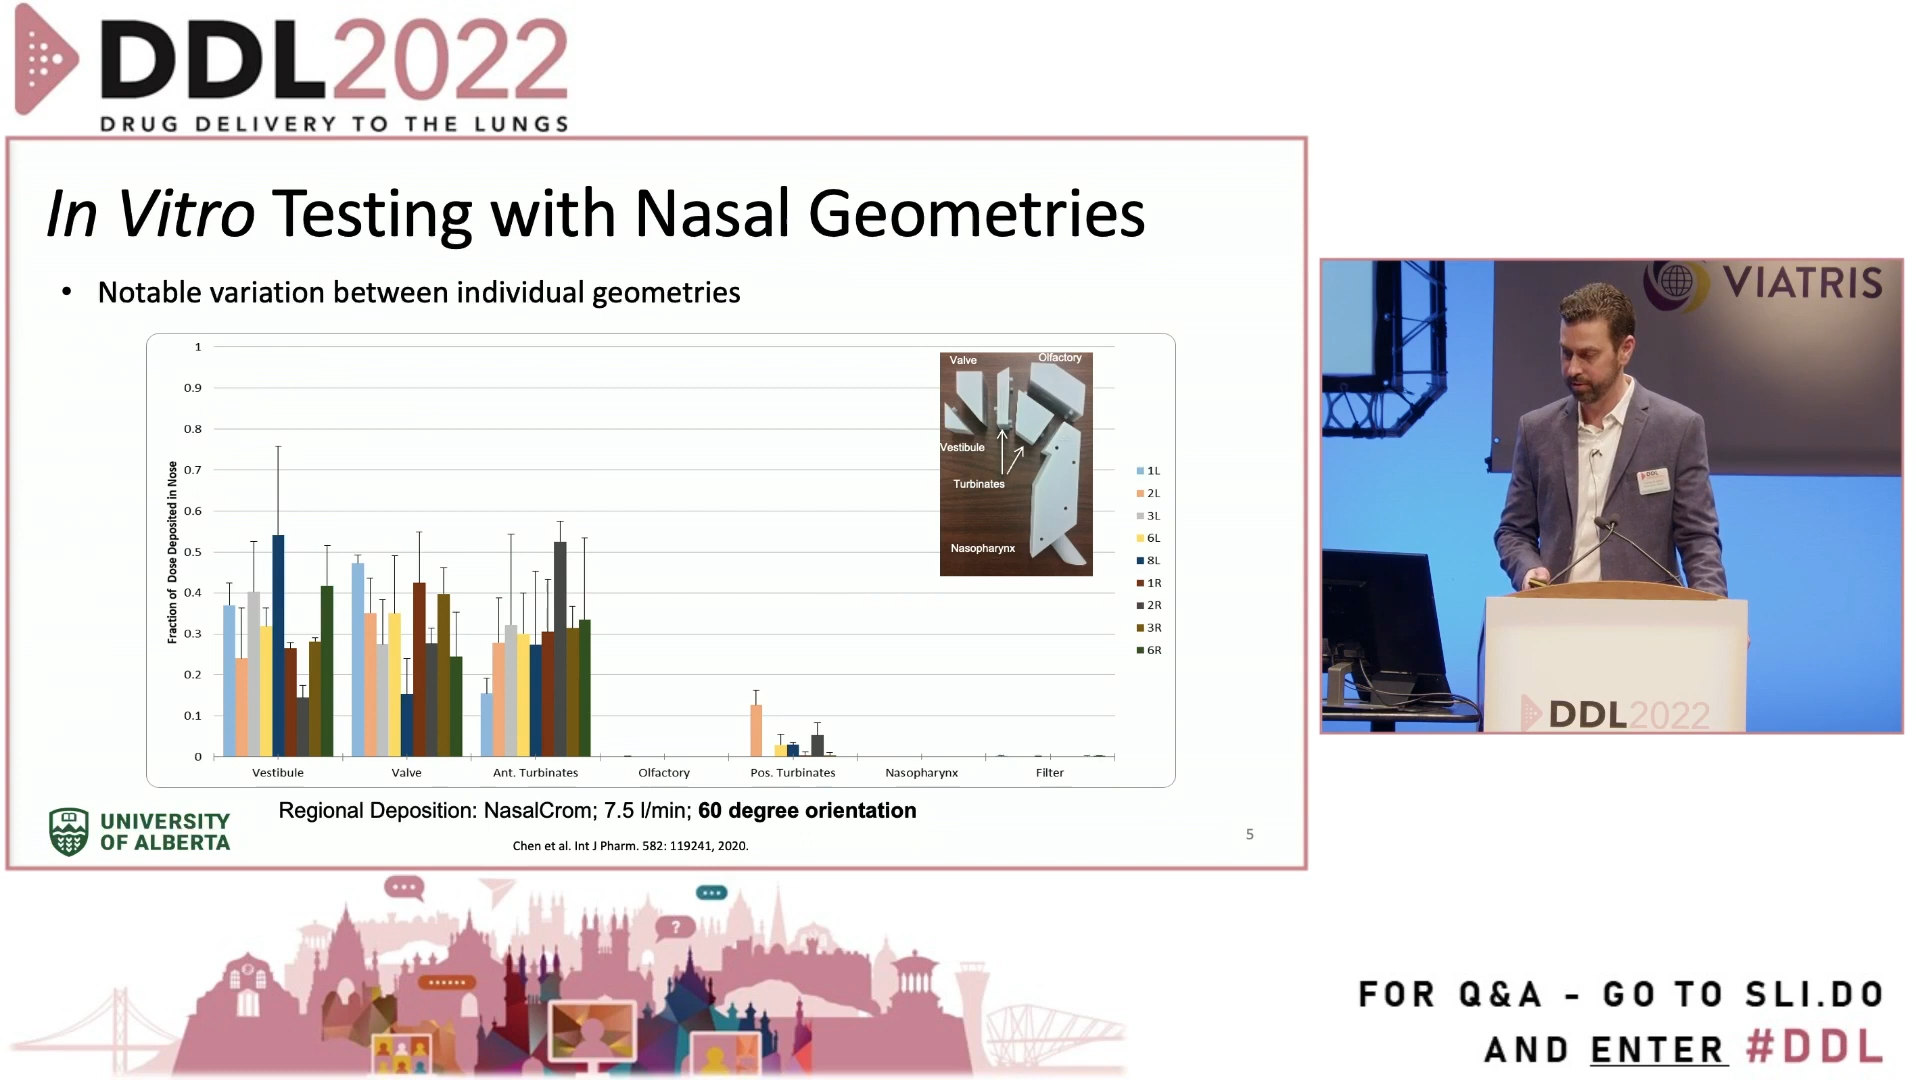 DDL2022
DRUG DELIVERY TO THE LUNGS
In Vitro Testing with Nasal Geometries
• Notable variation between individual geometries
Fraction of Dose Deposited in Nose
1
0.9
0.8
0.7
0.6
0.5
0.4
0.3
0.2
0.1
0
Vestibule
Valve
Ant. Turbinates
Olfactory
Pos. Turbinates
Nasopharynx
Filter
Valve
Olfactory
Vestibule
Turbinates
Nasopharynx
1L
2L
3L
6L
8L
1R
2R
3R
6R
Regional Deposition: NasalCrom; 7.5 l/min; 60 degree orientation
Chen et al. Int J Pharm. 582: 119241, 2020.
UNIVERSITY
OF ALBERTA
5
VIATRIS
DDL
DDL2022
?
FOR Q&A - GO TO SLI.DO
AND ENTER #DDL